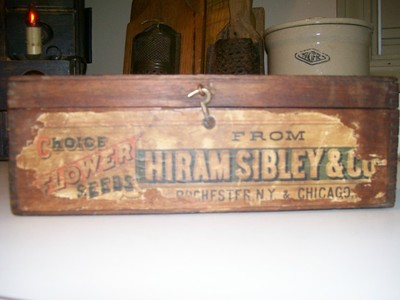 CHOICE
FLOWER
SEEDS
FROM
HIRAM SIBLEY & Co
ROCHESTER, N.Y. & CHICAGO.